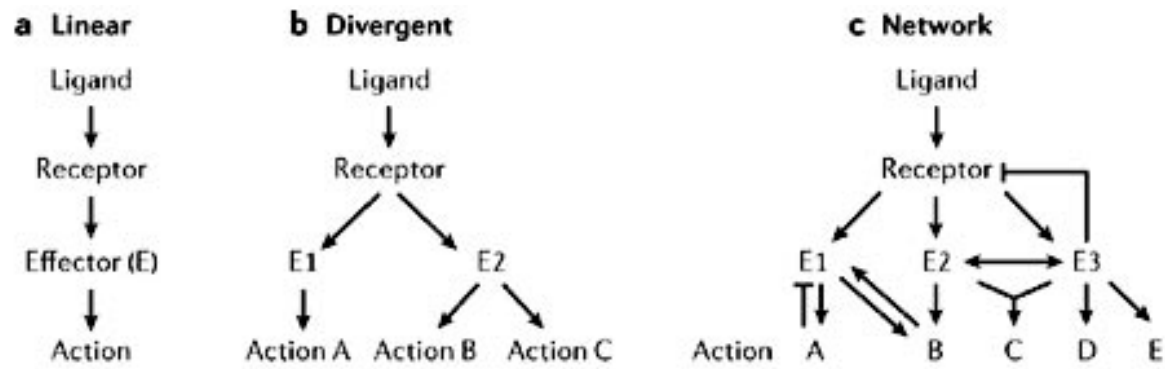 a Linear
Ligand
Receptor
Effector (E)
Action
b Divergent
Ligand
Receptor
E1 E2
Action A Action B Action C
c Network
Ligand
Receptor
E1 E2 E3
Action A B C D E